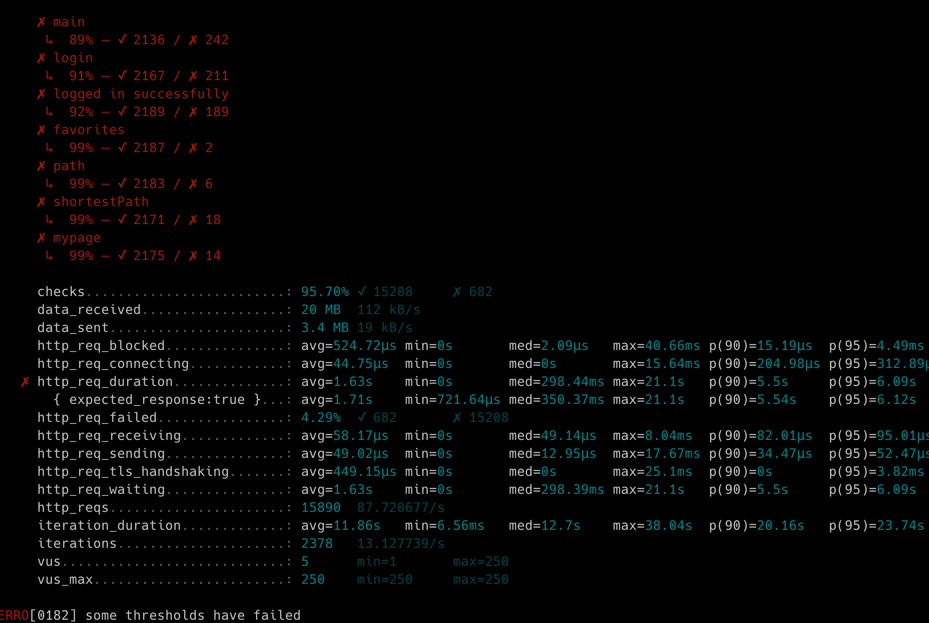 ✗ main
↳  89% — ✓ 2136 / ✗ 242
✗ login
↳  91% — ✓ 2167 / ✗ 211
✗ logged in successfully
↳  92% — ✓ 2189 / ✗ 189
✗ favorites
↳  99% — ✓ 2187 / ✗ 2
✗ path
↳  99% — ✓ 2183 / ✗ 6
✗ shortestPath
↳  99% — ✓ 2171 / ✗ 18
✗ mypage
↳  99% — ✓ 2175 / ✗ 14
checks.........................: 95.70% ✓ 15208     ✗ 682
data_received..................: 20 MB  112 kB/s
data_sent......................: 3.4 MB 19 kB/s
http_req_blocked...............: avg=524.72µs min=0s       med=2.09µs   max=40.66ms p(90)=15.19µs  p(95)=4.49ms
http_req_connecting............: avg=44.75µs  min=0s       med=0s       max=15.64ms p(90)=204.98µs p(95)=312.89µ
✗ http_req_duration..............: avg=1.63s    min=0s       med=298.44ms max=21.1s   p(90)=5.5s     p(95)=6.09s
{ expected_response:true }...: avg=1.71s    min=721.64µs med=350.37ms max=21.1s   p(90)=5.54s    p(95)=6.12s
http_req_failed................: 4.29%  ✓ 682       ✗ 15208
http_req_receiving.............: avg=58.17µs  min=0s       med=49.14µs  max=8.04ms  p(90)=82.01µs  p(95)=95.01µs
http_req_sending...............: avg=49.02µs  min=0s       med=12.95µs  max=17.67ms p(90)=34.47µs  p(95)=52.47µs
http_req_tls_handshaking.......: avg=449.15µs min=0s       med=0s       max=25.1ms  p(90)=0s       p(95)=3.82ms
http_req_waiting...............: avg=1.63s    min=0s       med=298.39ms max=21.1s   p(90)=5.5s     p(95)=6.09s
http_reqs......................: 15890  87.720677/s
iteration_duration.............: avg=11.86s   min=6.56ms   med=12.7s    max=38.04s  p(90)=20.16s   p(95)=23.74s
iterations.....................: 2378   13.127739/s
vus............................: 5      min=1       max=250
vus_max........................: 250    min=250     max=250
ERRO[0182] some thresholds have failed